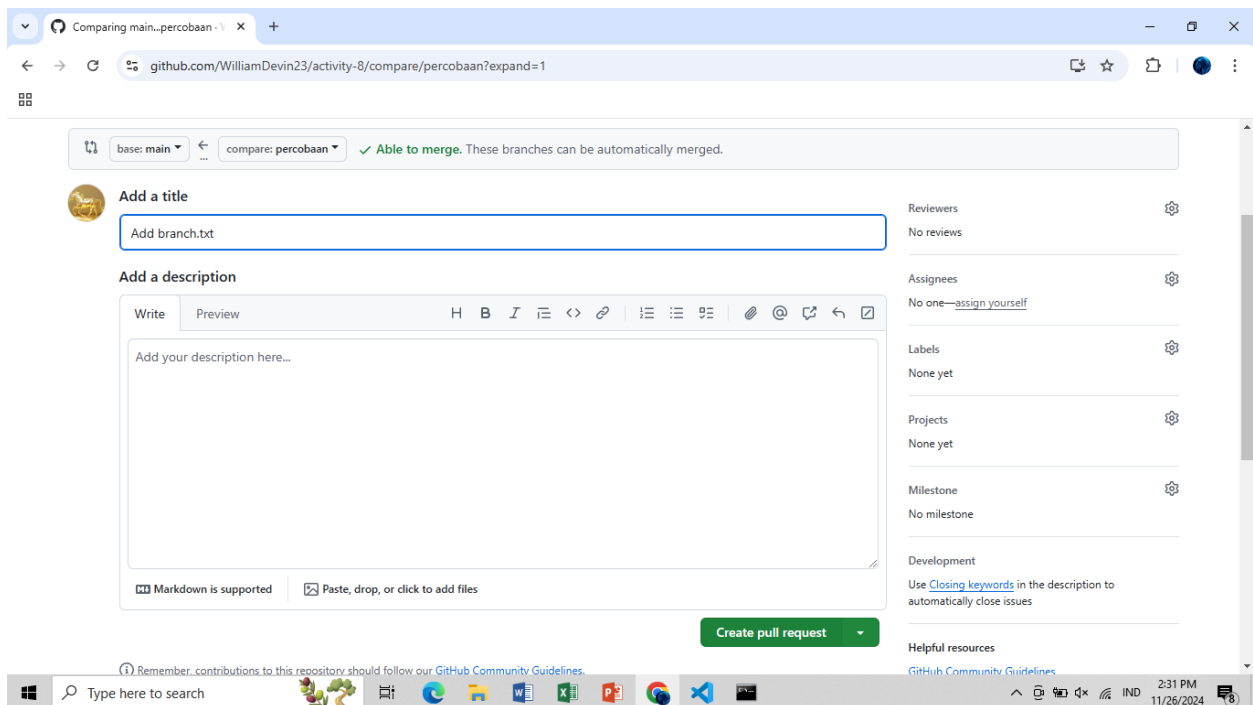 Comparing main...percobaan · W
github.com/WilliamDevin23/activity-8/compare/percobaan?expand=1
base: main
...
compare: percobaan
Able to merge. These branches can be automatically merged.
Add a title
Add branch.txt
Add a description
Write
Preview
H B I
Add your description here...
Markdown is supported
Paste, drop, or click to add files
Create pull request
Remember, contributions to this repository should follow our GitHub Community Guidelines.
Reviewers
No reviews
Assignees
No one—assign yourself
Labels
None yet
Projects
None yet
Milestone
No milestone
Development
Use Closing keywords in the description to
automatically close issues
Helpful resources
GitHub Community Guidelines
Type here to search
IND
2:31 PM
11/26/2024
8